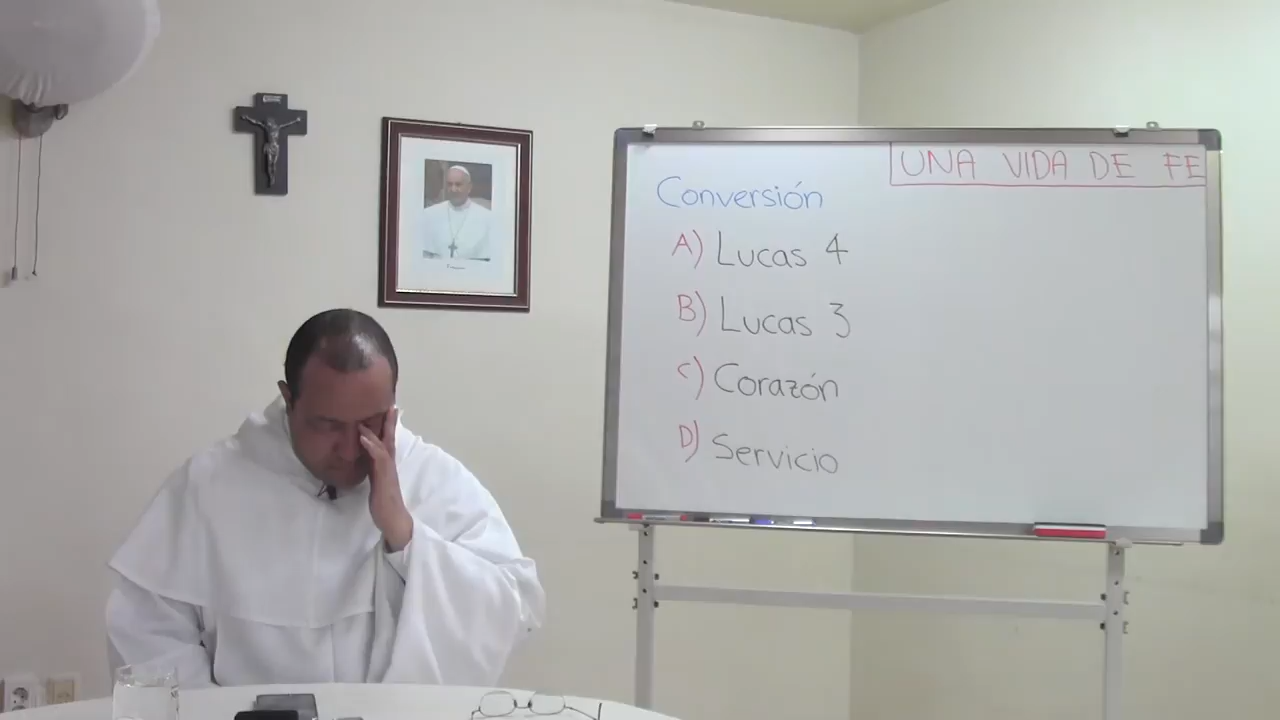 UNA VIDA DE FE
Conversión
A) Lucas 4
B) Lucas 3
C) Corazón
D) Servicio